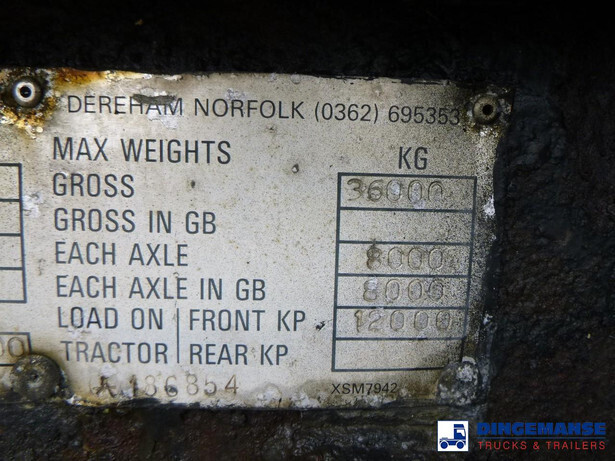 DEREHAM NORFOLK (0362) 695353
MAX WEIGHTS KG
GROSS 36000
GROSS IN GB
EACH AXLE 8000
EACH AXLE IN GB 8000
LOAD ON FRONT KP 12000
TRACTOR REAR KP
A 186854
XSM7942
DINGEMANSE
TRUCKS & TRAILERS